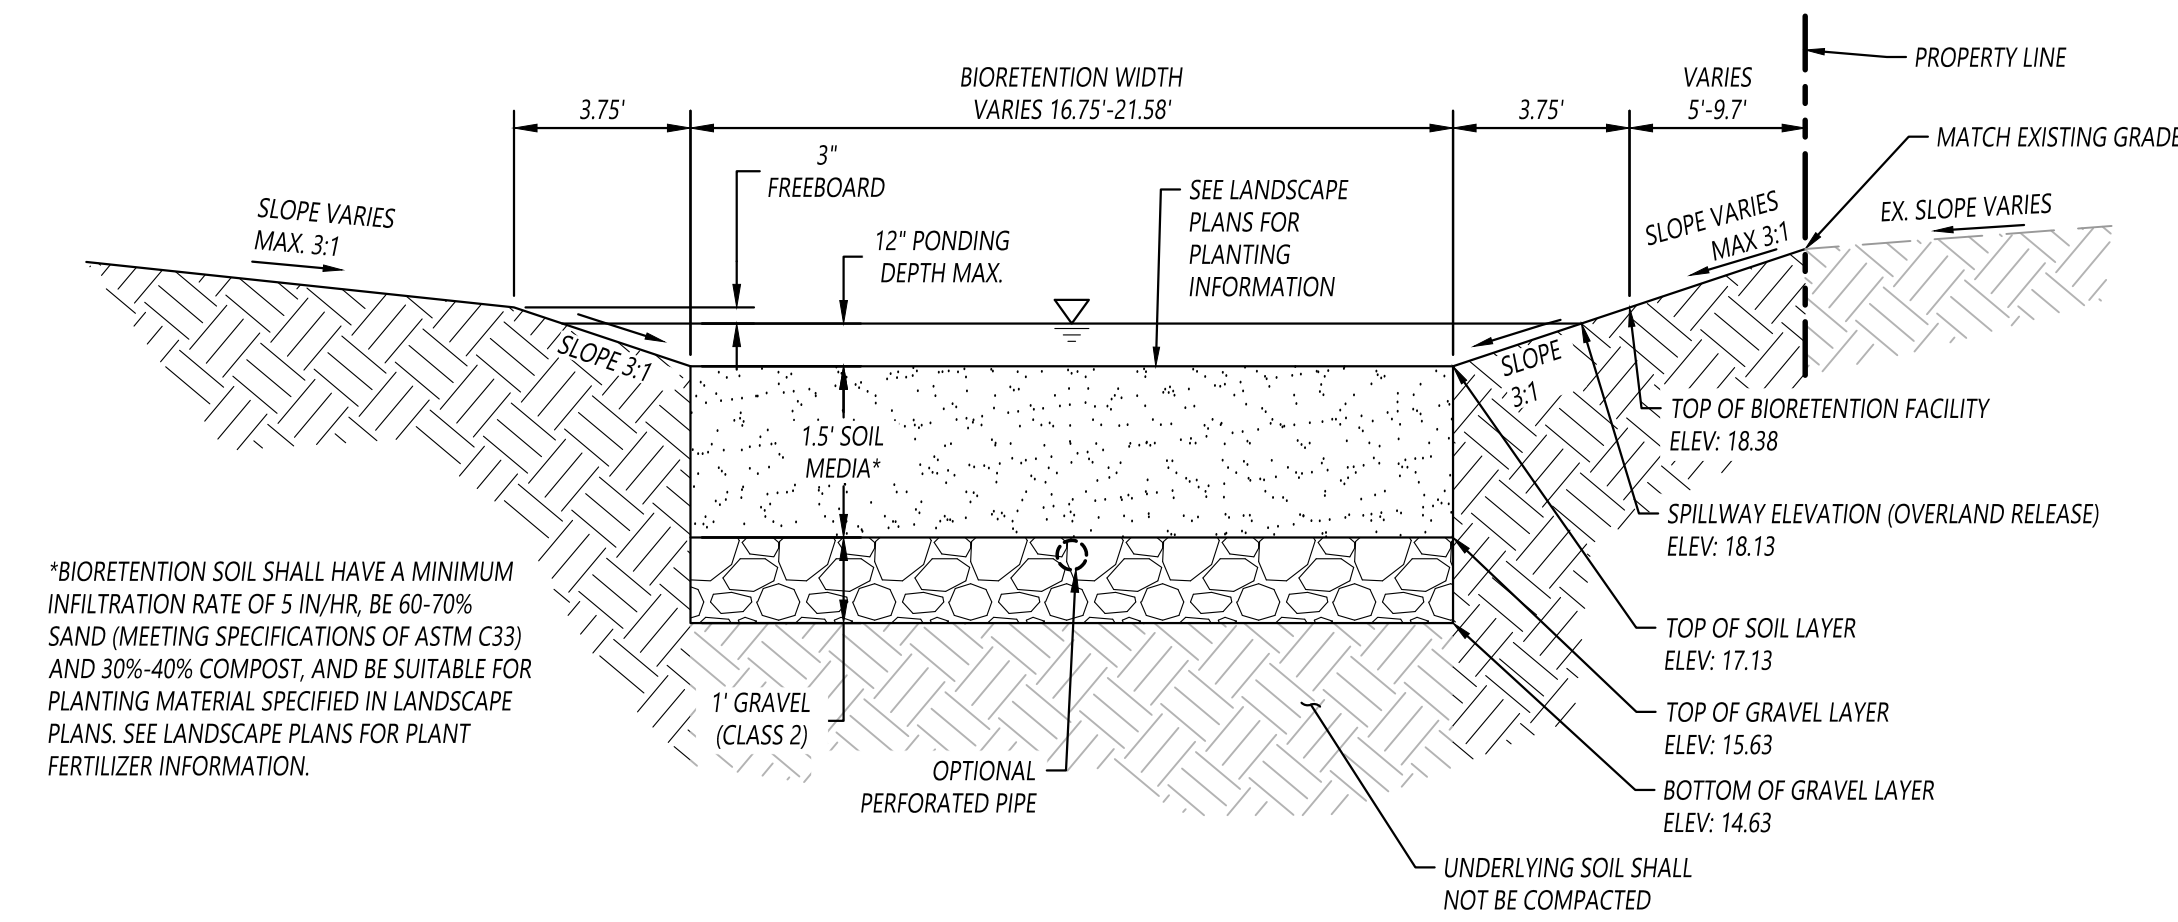 PROPERTY LINE
BIORETENTION WIDTH
VARIES 16.75'-21.58'
VARIES
5'-9.7'
3.75'
3.75'
MATCH EXISTING GRADE
3"
FREEBOARD
SEE LANDSCAPE
PLANS FOR
PLANTING
INFORMATION
SLOPE VARIES
MAX. 3:1
12" PONDING
DEPTH MAX.
SLOPE VARIES
MAX 3:1
EX. SLOPE VARIES
SLOPE 3:1
SLOPE
3:1
TOP OF BIORETENTION FACILITY
ELEV: 18.38
1.5' SOIL
MEDIA*
SPILLWAY ELEVATION (OVERLAND RELEASE)
ELEV: 18.13
*BIORETENTION SOIL SHALL HAVE A MINIMUM
INFILTRATION RATE OF 5 IN/HR, BE 60-70%
SAND (MEETING SPECIFICATIONS OF ASTM C33)
AND 30%-40% COMPOST, AND BE SUITABLE FOR
PLANTING MATERIAL SPECIFIED IN LANDSCAPE
PLANS. SEE LANDSCAPE PLANS FOR PLANT
FERTILIZER INFORMATION.
TOP OF SOIL LAYER
ELEV: 17.13
1' GRAVEL
(CLASS 2)
TOP OF GRAVEL LAYER
ELEV: 15.63
OPTIONAL
PERFORATED PIPE
BOTTOM OF GRAVEL LAYER
ELEV: 14.63
UNDERLYING SOIL SHALL
NOT BE COMPACTED